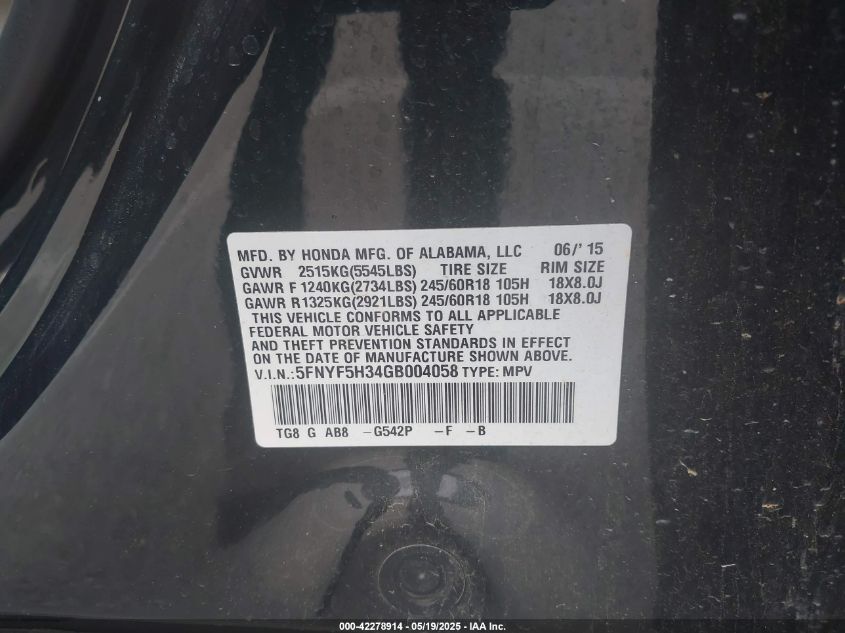 MFD. BY HONDA MFG. OF ALABAMA, LLC 06/'15
GVWR 2515KG(5545LBS) TIRE SIZE RIM SIZE
GAWR F 1240KG(2734LBS) 245/60R18 105H 18X8.0J
GAWR R 1325KG(2921LBS) 245/60R18 105H 18X8.0J
THIS VEHICLE CONFORMS TO ALL APPLICABLE
FEDERAL MOTOR VEHICLE SAFETY
AND THEFT PREVENTION STANDARDS IN EFFECT
ON THE DATE OF MANUFACTURE SHOWN ABOVE.
V.I.N.:5FNYF5H34GB004058 TYPE: MPV
TG8 G AB8 -G542P -F -B
000-42278914 - 05/19/2025 - IAA Inc.